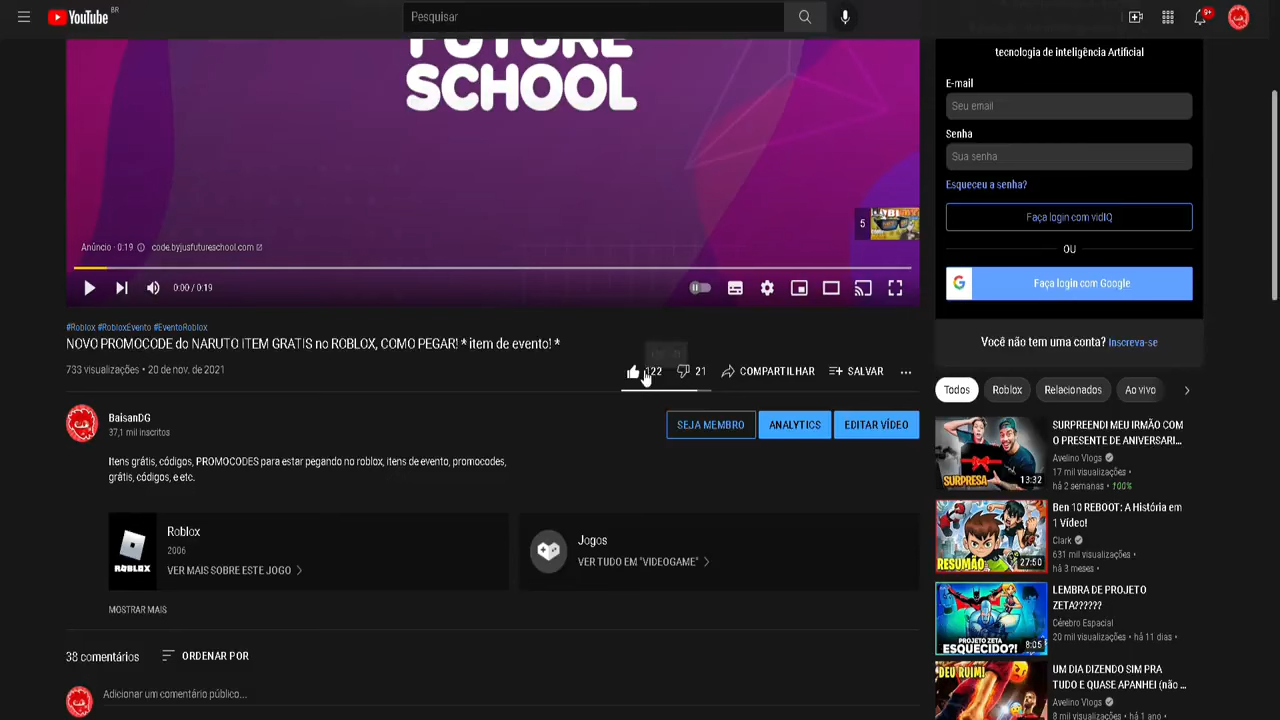 YouTube BR
Pesquisar
9+
FUTURE
SCHOOL
5
Anúncio · 0:19
code.byjusfutureschool.com
0:00 / 0:19
#Roblox #RobloxEvento #EventoRoblox
NOVO PROMOCODE do NARUTO ITEM GRATIS no ROBLOX, COMO PEGAR! * item de evento! *
733 visualizações • 20 de nov. de 2021
122
21
COMPARTILHAR
SALVAR
BaisanDG
37,1 mil inscritos
SEJA MEMBRO
ANALYTICS
EDITAR VÍDEO
Itens grátis, códigos, PROMOCODES para estar pegando no roblox, itens de evento, promocodes,
grátis, códigos, e etc.
ROBLOX
Roblox
2006
VER MAIS SOBRE ESTE JOGO
Jogos
VER TUDO EM "VIDEOGAME"
MOSTRAR MAIS
38 comentários
ORDENAR POR
Adicionar um comentário público...
tecnologia de inteligência Artificial
E-mail
Seu email
Senha
Sua senha
Esqueceu a senha?
Faça login com vidIQ
OU
Faça login com Google
Você não tem uma conta? Inscreva-se
Todos
Roblox
Relacionados
Ao vivo
SURPRESA
13:32
SURPREENDI MEU IRMÃO COM
O PRESENTE DE ANIVERSARI...
Avelino Vlogs
17 mil visualizações •
há 2 semanas • 100%
RESUMÃO
27:50
Ben 10 REBOOT: A História em
1 Vídeo!
Clark
631 mil visualizações •
há 3 meses •
PROJETO ZETA
ESQUECIDO?!
8:05
LEMBRA DE PROJETO
ZETA??????
Cérebro Espacial
20 mil visualizações • há 11 dias •
DEU RUIM!
UM DIA DIZENDO SIM PRA
TUDO E QUASE APANHEI (não ...
Avelino Vlogs
8 mil visualizações • há 1 ano •